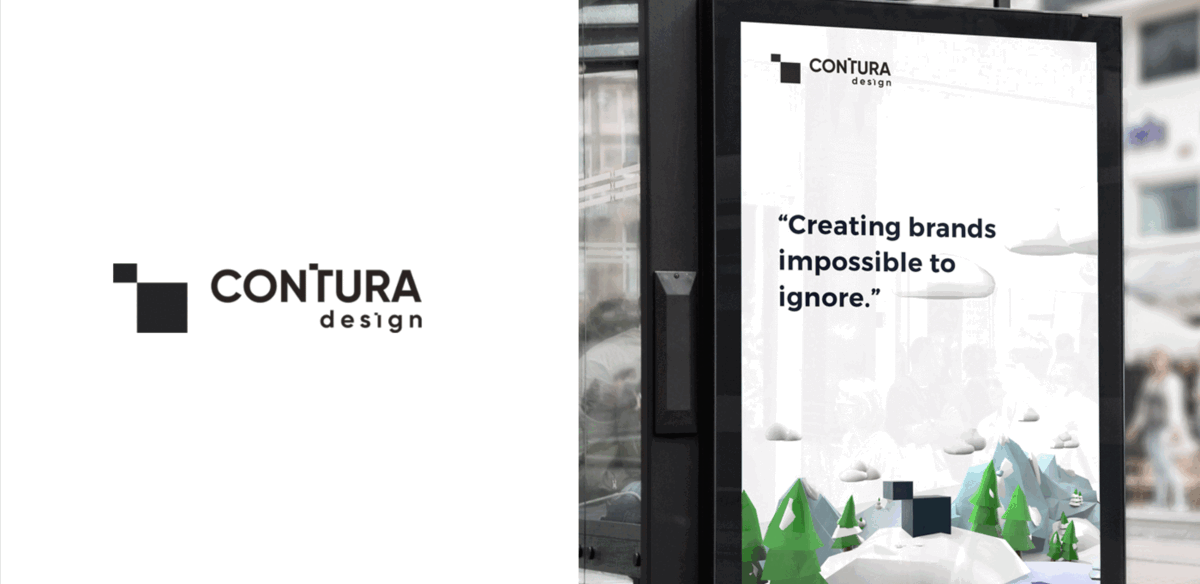 CONTURA
design
CONTURA
design
“Creating brands
impossible to
ignore.”